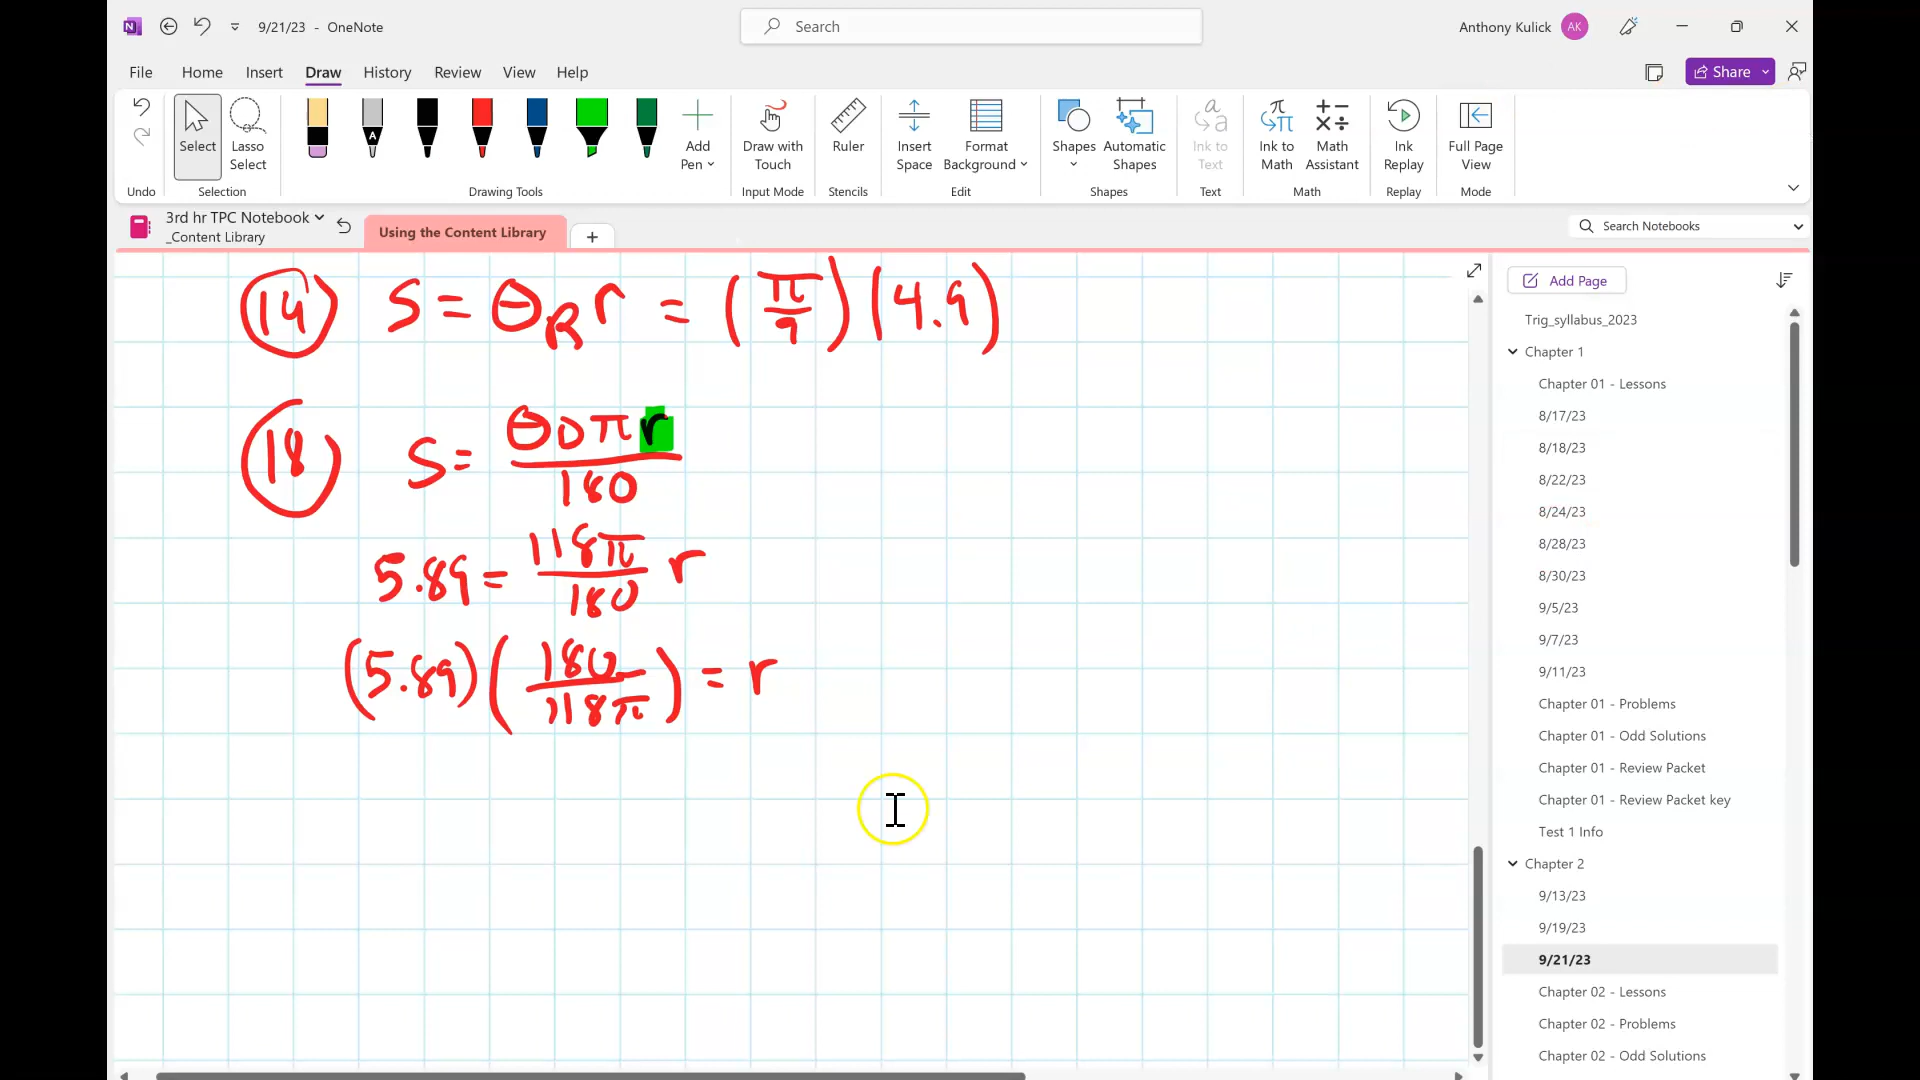 9/21/23 - OneNote
Search
Anthony Kulick AK
File Home Insert Draw History Review View Help
Share
Select
Lasso Select
Add Pen
Draw with Touch
Ruler
Insert Space
Format Background
Shapes
Automatic Shapes
Ink to Text
Ink to Math
Math Assistant
Ink Replay
Full Page View
Undo Selection Drawing Tools Input Mode Stencils Edit Shapes Text Math Replay Mode
3rd hr TPC Notebook
_Content Library
Using the Content Library
+
Search Notebooks
14 S = θ_R r = (π/9)(4.9)
18 S = θ_D π r / 180
5.89 = 118π/180 r
(5.89)(180/118π) = r
Add Page
Trig_syllabus_2023
Chapter 1
Chapter 01 - Lessons
8/17/23
8/18/23
8/22/23
8/24/23
8/28/23
8/30/23
9/5/23
9/7/23
9/11/23
Chapter 01 - Problems
Chapter 01 - Odd Solutions
Chapter 01 - Review Packet
Chapter 01 - Review Packet key
Test 1 Info
Chapter 2
9/13/23
9/19/23
9/21/23
Chapter 02 - Lessons
Chapter 02 - Problems
Chapter 02 - Odd Solutions